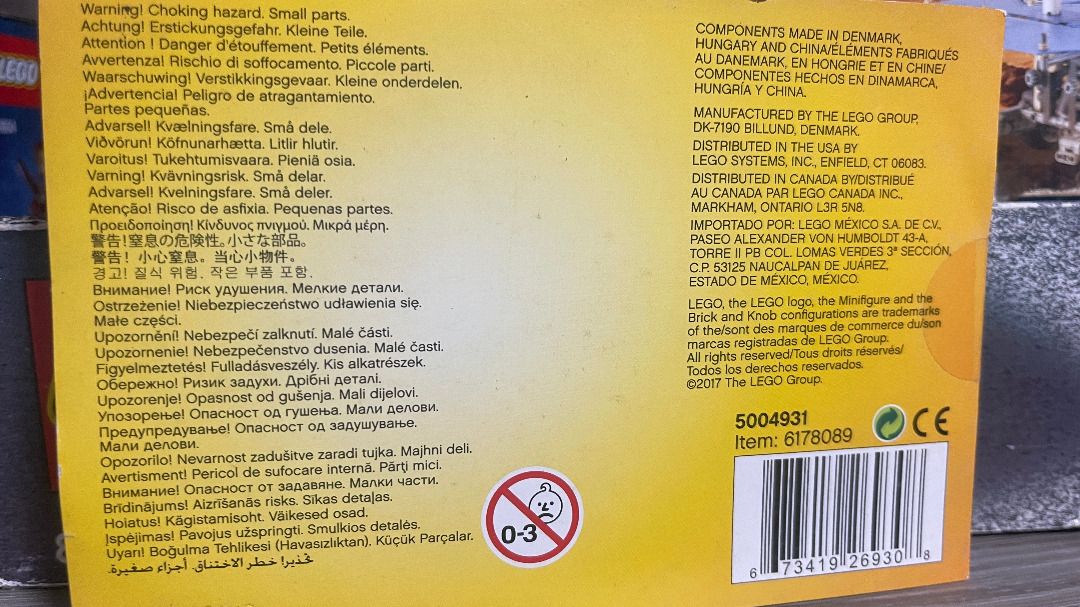 LEGO
Warning! Choking hazard. Small parts.
Achtung! Erstickungsgefahr. Kleine Teile.
Attention ! Danger d'étouffement. Petits éléments.
Avvertenza! Rischio di soffocamento. Piccole parti.
Waarschuwing! Verstikkingsgevaar. Kleine onderdelen.
¡Advertencia! Peligro de atragantamiento.
Partes pequeñas.
Advarsel! Kvælningsfare. Små dele.
Viðvörun! Köfnunarhætta. Litlir hlutir.
Varoitus! Tukehtumisvaara. Pieniä osia.
Varning! Kvävningsrisk. Små delar.
Advarsel! Kvelningsfare. Små deler.
Atenção! Risco de asfixia. Pequenas partes.
Προειδοποίηση! Κίνδυνος πνιγμού. Μικρά μέρη.
警告!窒息の危険性。小さな部品。
警告！小心窒息。当心小物件。
경고! 질식 위험. 작은 부품 포함.
Внимание! Риск удушения. Мелкие детали.
Ostrzeżenie! Niebezpieczeństwo udławienia się.
Małe części.
Upozornění! Nebezpečí zalknutí. Malé části.
Upozornenie! Nebezpečenstvo dusenia. Malé časti.
Figyelmeztetés! Fulladásveszély. Kis alkatrészek.
Обережно! Ризик задухи. Дрібні деталі.
Upozorenje! Opasnost od gušenja. Mali dijelovi.
Упозорење! Опасност од гушења. Мали делови.
Предупредување! Опасност од задушување.
Мали делови.
Opozorilo! Nevarnost zadušitve zaradi tujka. Majhni deli.
Avertisment! Pericol de sufocare internă. Părţi mici.
Внимание! Опасност от задавяне. Малки части.
Brīdinājums! Aizrīšanās risks. Sīkas detaļas.
Hoiatus! Kägistamisoht. Väikesed osad.
Įspėjimas! Pavojus užspringti. Smulkios detalės.
Uyarı! Boğulma Tehlikesi (Havasızlıktan). Küçük Parçalar.
تحذير! خطر الاختناق. أجزاء صغيرة.
0-3
COMPONENTS MADE IN DENMARK,
HUNGARY AND CHINA/ÉLÉMENTS FABRIQUÉS
AU DANEMARK, EN HONGRIE ET EN CHINE/
COMPONENTES HECHOS EN DINAMARCA,
HUNGRÍA Y CHINA.
MANUFACTURED BY THE LEGO GROUP,
DK-7190 BILLUND, DENMARK.
DISTRIBUTED IN THE USA BY
LEGO SYSTEMS, INC., ENFIELD, CT 06083.
DISTRIBUTED IN CANADA BY/DISTRIBUÉ
AU CANADA PAR LEGO CANADA INC.,
MARKHAM, ONTARIO L3R 5N8.
IMPORTADO POR: LEGO MÉXICO S.A. DE C.V.,
PASEO ALEXANDER VON HUMBOLDT 43-A,
TORRE II PB COL. LOMAS VERDES 3ª SECCIÓN,
C.P. 53125 NAUCALPAN DE JUÁREZ,
ESTADO DE MÉXICO, MÉXICO.
LEGO, the LEGO logo, the Minifigure and the
Brick and Knob configurations are trademarks
of the/sont des marques de commerce du/son
marcas registradas de LEGO Group.
All rights reserved/Tous droits réservés/
Todos los derechos reservados.
©2017 The LEGO Group.
5004931
Item: 6178089
CE
6 73419 26930 8